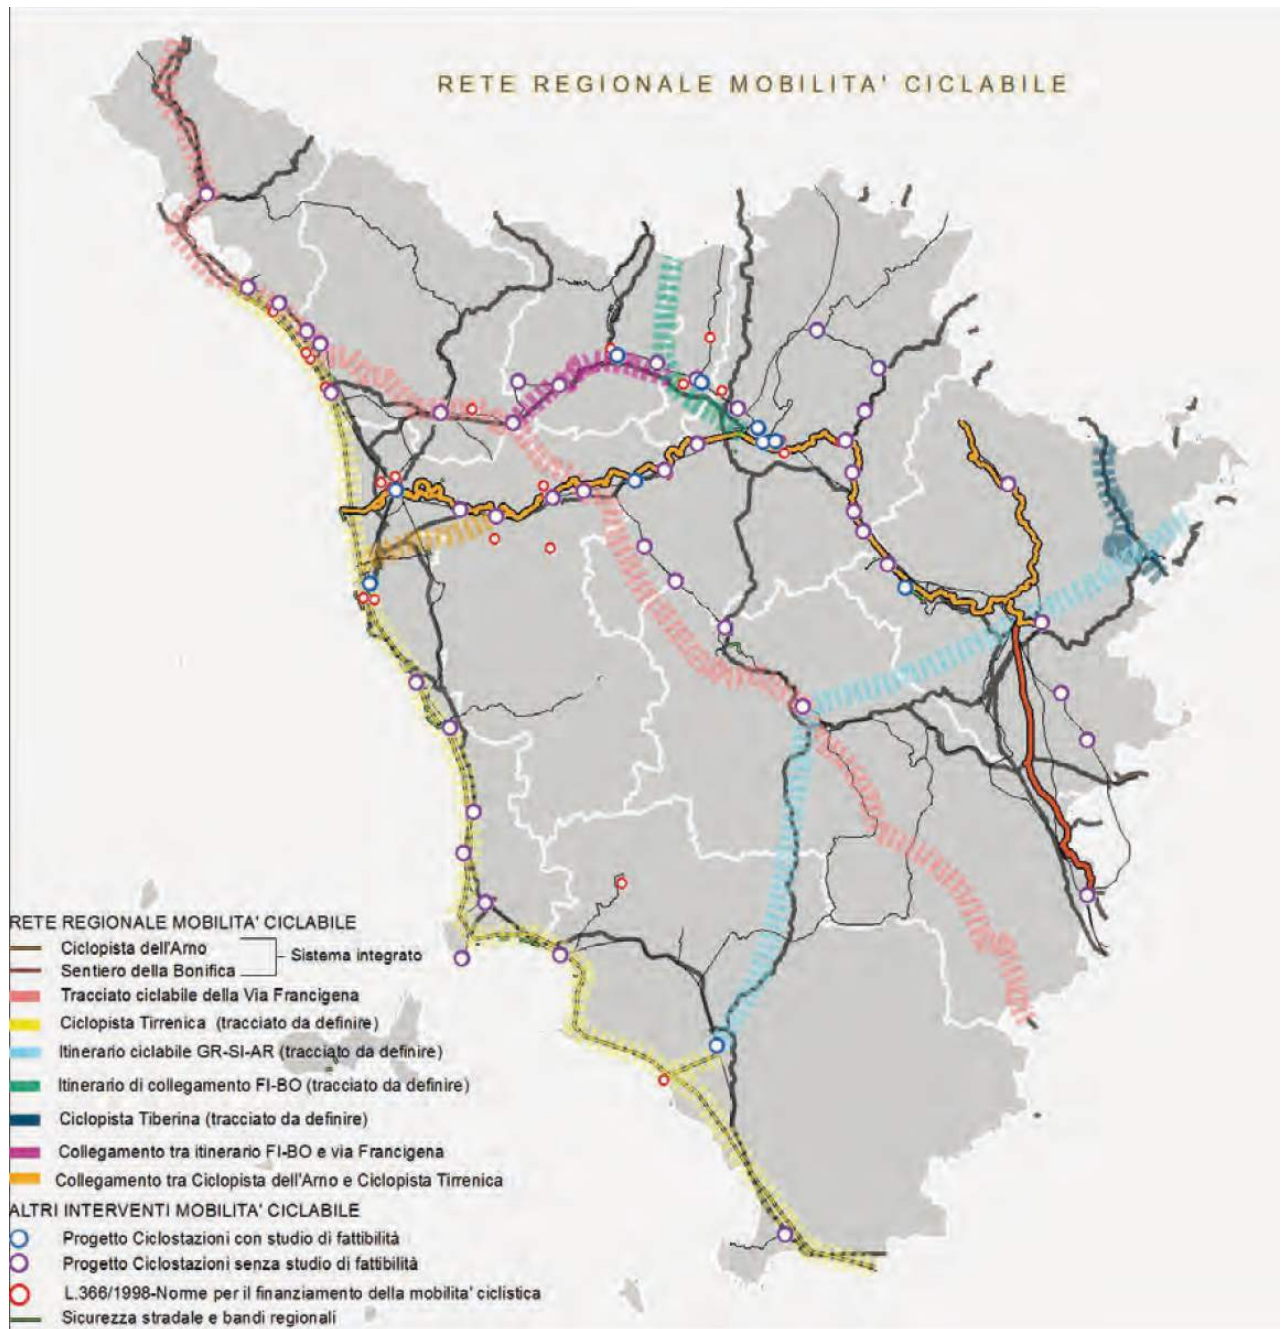 RETE REGIONALE MOBILITA' CICLABILE
RETE REGIONALE MOBILITA' CICLABILE
Ciclopista dell'Arno
Sistema integrato
Sentiero della Bonifica
Tracciato ciclabile della Via Francigena
Ciclopista Tirrenica (tracciato da definire)
Itinerario ciclabile GR-SI-AR (tracciato da definire)
Itinerario di collegamento FI-BO (tracciato da definire)
Ciclopista Tiberina (tracciato da definire)
Collegamento tra itinerario FI-BO e via Francigena
Collegamento tra Ciclopista dell'Arno e Ciclopista Tirrenica
ALTRI INTERVENTI MOBILITA' CICLABILE
Progetto Ciclostazioni con studio di fattibilità
Progetto Ciclostazioni senza studio di fattibilità
L.366/1998-Norme per il finanziamento della mobilita' ciclistica
Sicurezza stradale e bandi regionali